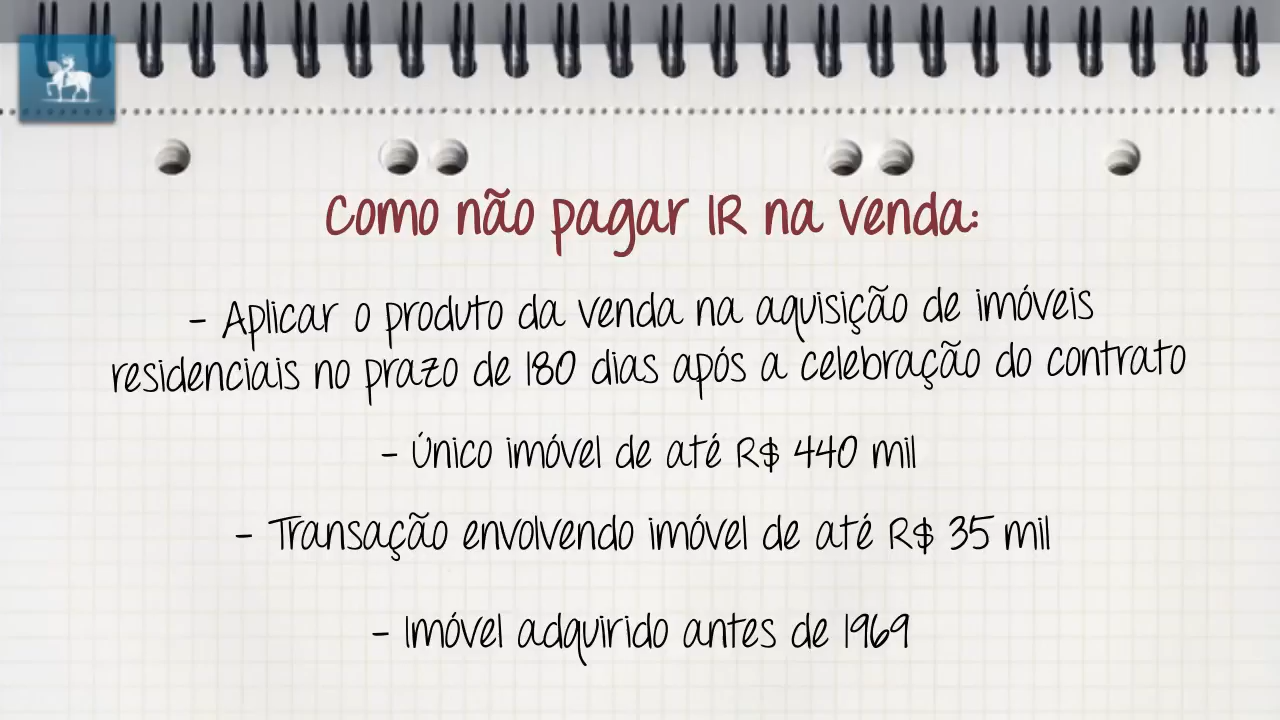 Como não pagar IR na venda:
- Aplicar o produto da venda na aquisição de imóveis
residenciais no prazo de 180 dias após a celebração do contrato
- Único imóvel de até R$ 440 mil
- Transação envolvendo imóvel de até R$ 35 mil
- Imóvel adquirido antes de 1969